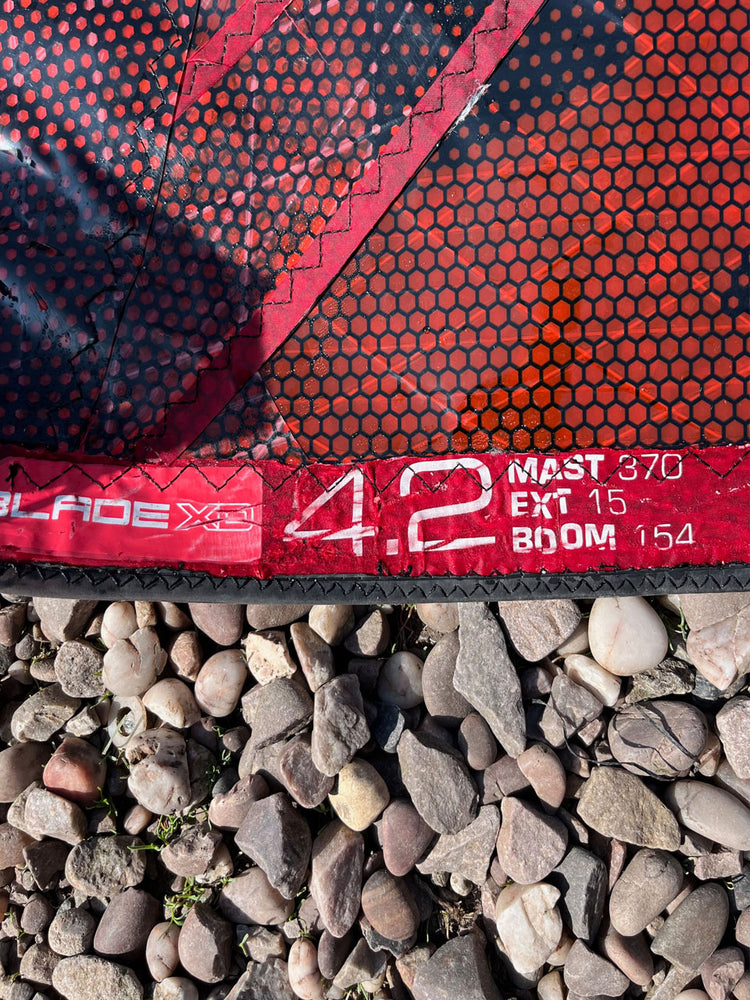 BLADE XD
4.2
MAST 370
EXT 15
BOOM 154